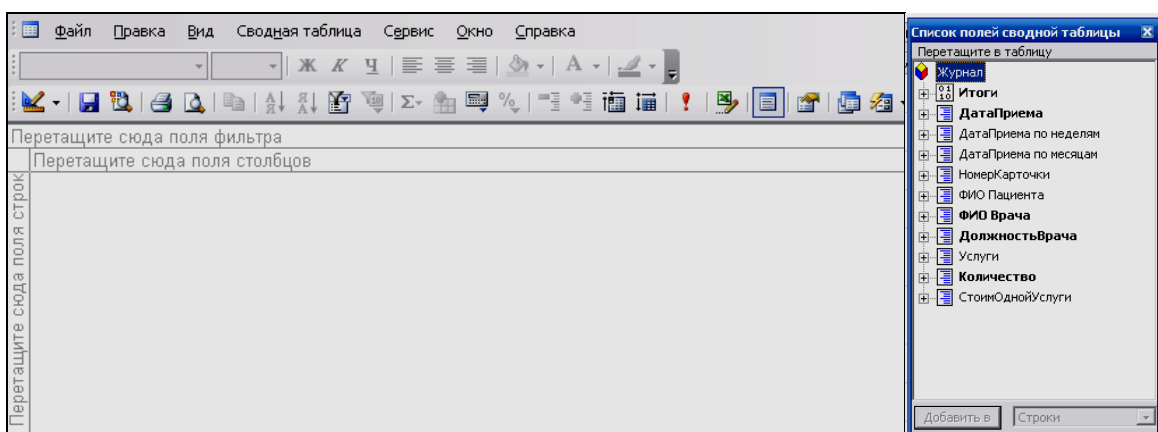 Файл Правка Вид Сводная таблица Сервис Окно Справка
Ж К Ч
Перетащите сюда поля фильтра
Перетащите сюда поля столбцов
Перетащите сюда поля строк
Список полей сводной таблицы
Перетащите в таблицу
Журнал
Итоги
ДатаПриема
ДатаПриема по неделям
ДатаПриема по месяцам
НомерКарточки
ФИО Пациента
ФИО Врача
ДолжностьВрача
Услуги
Количество
СтоимОднойУслуги
Добавить в Строки